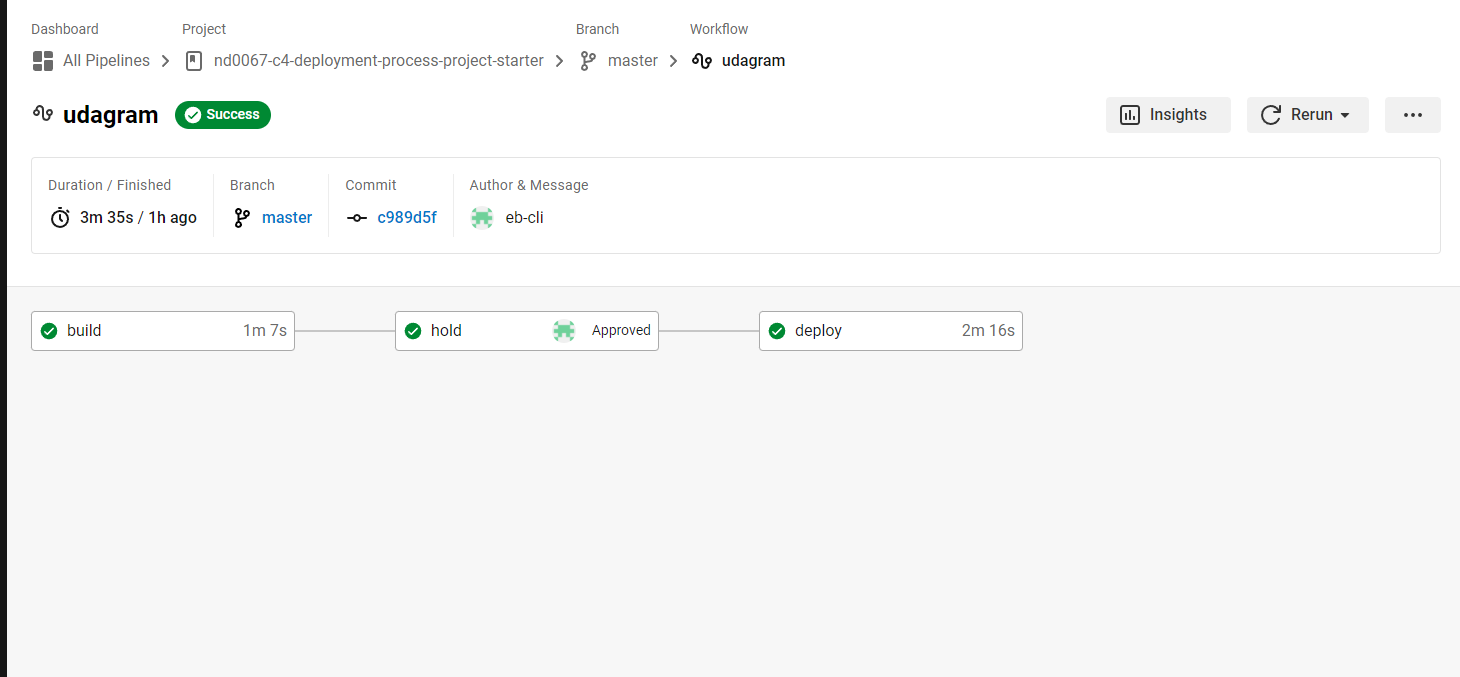 Dashboard Project Branch Workflow
All Pipelines nd0067-c4-deployment-process-project-starter master udagram
udagram Success Insights Rerun
Duration / Finished Branch Commit Author & Message
3m 35s / 1h ago master c989d5f eb-cli
build 1m 7s hold Approved deploy 2m 16s